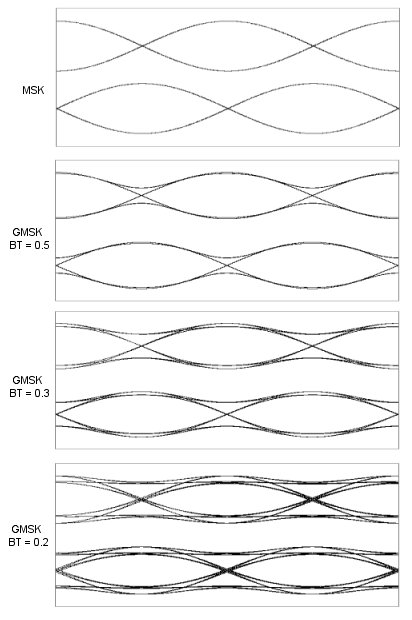 MSK
GMSK
BT = 0.5
GMSK
BT = 0.3
GMSK
BT = 0.2